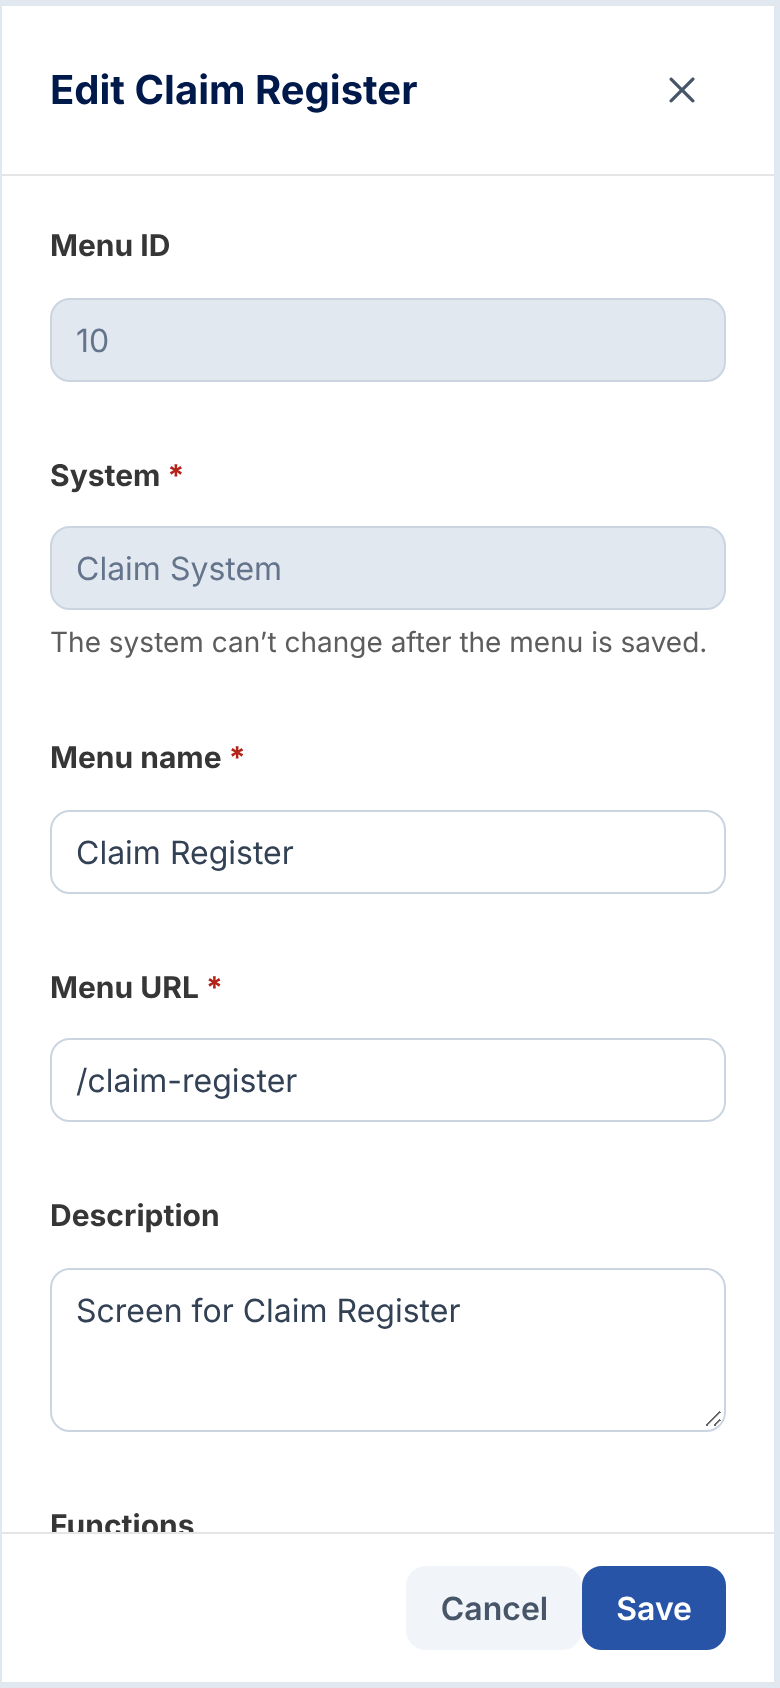 Edit Claim Register
Menu ID
10
System *
Claim System
The system can’t change after the menu is saved.
Menu name *
Claim Register
Menu URL *
/claim-register
Description
Screen for Claim Register
Functions
Cancel
Save